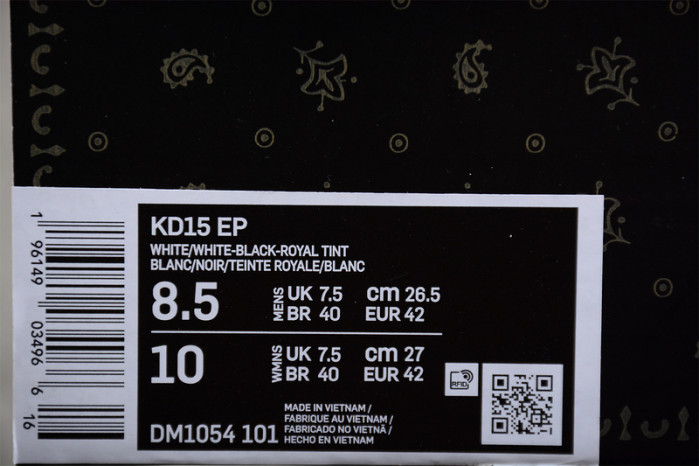 KD15 EP
WHITE/WHITE-BLACK-ROYAL TINT
BLANC/NOIR/TEINTE ROYALE/BLANC
8.5 MENS UK 7.5 cm 26.5
BR 40 EUR 42
10 WMNS UK 7.5 cm 27
BR 40 EUR 42
RFID
DM1054 101
MADE IN VIETNAM /
FABRIQUE AU VIETNAM /
FABRICADO NO VIETNÃ /
HECHO EN VIETNAM
1 96149 03496 6 16